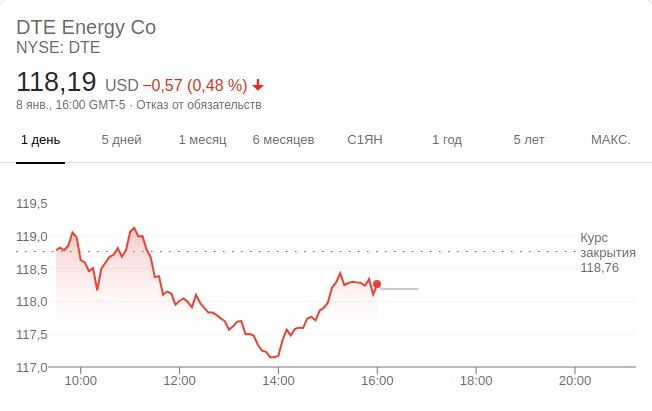 DTE Energy Co
NYSE: DTE
118,19 USD −0,57 (0,48 %)
8 янв., 16:00 GMT-5 · Отказ от обязательств
1 день 5 дней 1 месяц 6 месяцев С1ЯН 1 год 5 лет МАКС.
119,5
119,0
118,5
118,0
117,5
117,0
Курс
закрытия
118,76
10:00 12:00 14:00 16:00 18:00 20:00